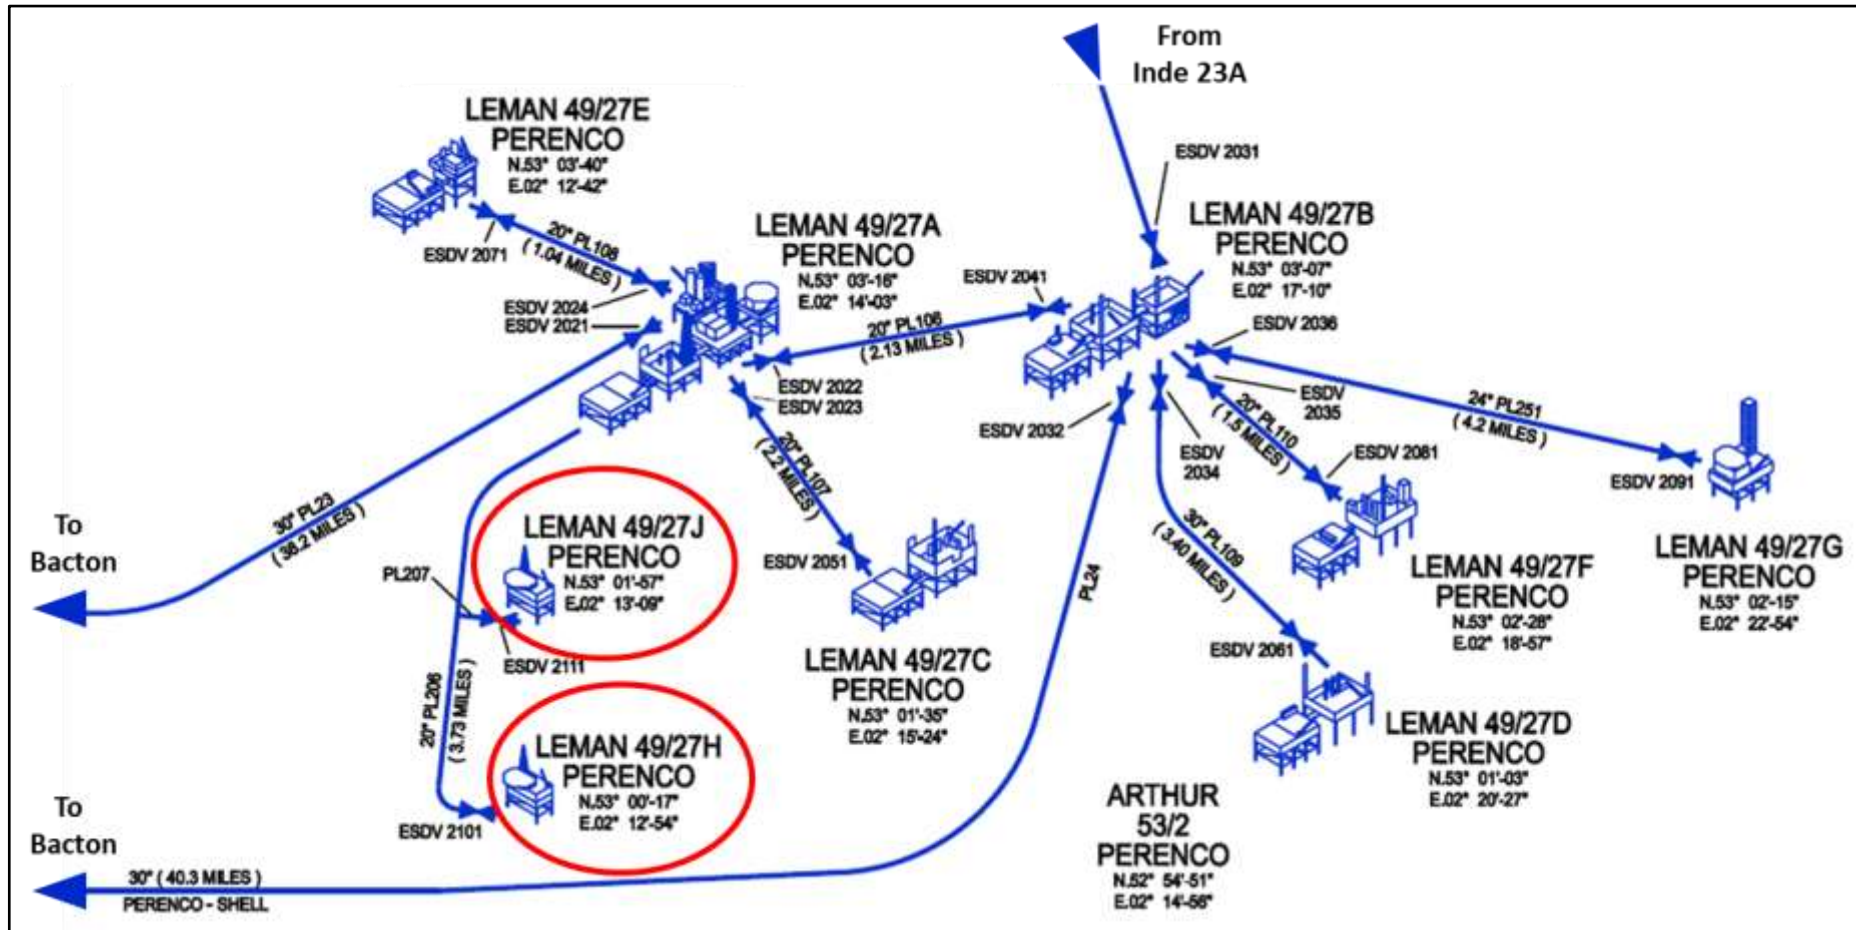 From
Inde 23A
ESDV 2031
LEMAN 49/27E
PERENCO
N.53° 03'-40"
E.02° 12'-42"
ESDV 2071
20" PL108
( 1.04 MILES )
ESDV 2024
ESDV 2021
LEMAN 49/27A
PERENCO
N.53° 03'-16"
E.02° 14'-03"
ESDV 2041
LEMAN 49/27B
PERENCO
N.53° 03'-07"
E.02° 17'-10"
ESDV 2036
20" PL106
( 2.13 MILES )
ESDV 2022
ESDV 2023
ESDV
2035
ESDV 2032
ESDV
2034
20" PL110
( 1.5 MILES )
ESDV 2081
24" PL251
( 4.2 MILES )
ESDV 2091
20" PL107
( 2.2 MILES )
ESDV 2051
30" PL23
( 38.2 MILES )
To
Bacton
LEMAN 49/27J
PERENCO
N.53° 01'-57"
E.02° 13'-09"
PL207
ESDV 2111
30" PL109
( 3.40 MILES )
PL24
LEMAN 49/27F
PERENCO
N.53° 02'-28"
E.02° 18'-57"
LEMAN 49/27G
PERENCO
N.53° 02'-15"
E.02° 22'-54"
LEMAN 49/27C
PERENCO
N.53° 01'-35"
E.02° 15'-24"
ESDV 2061
20" PL206
( 3.73 MILES )
LEMAN 49/27H
PERENCO
N.53° 00'-17"
E.02° 12'-54"
ESDV 2101
LEMAN 49/27D
PERENCO
N.53° 01'-03"
E.02° 20'-27"
ARTHUR
53/2
PERENCO
N.52° 54'-51"
E.02° 14'-56"
To
Bacton
30" ( 40.3 MILES )
PERENCO - SHELL